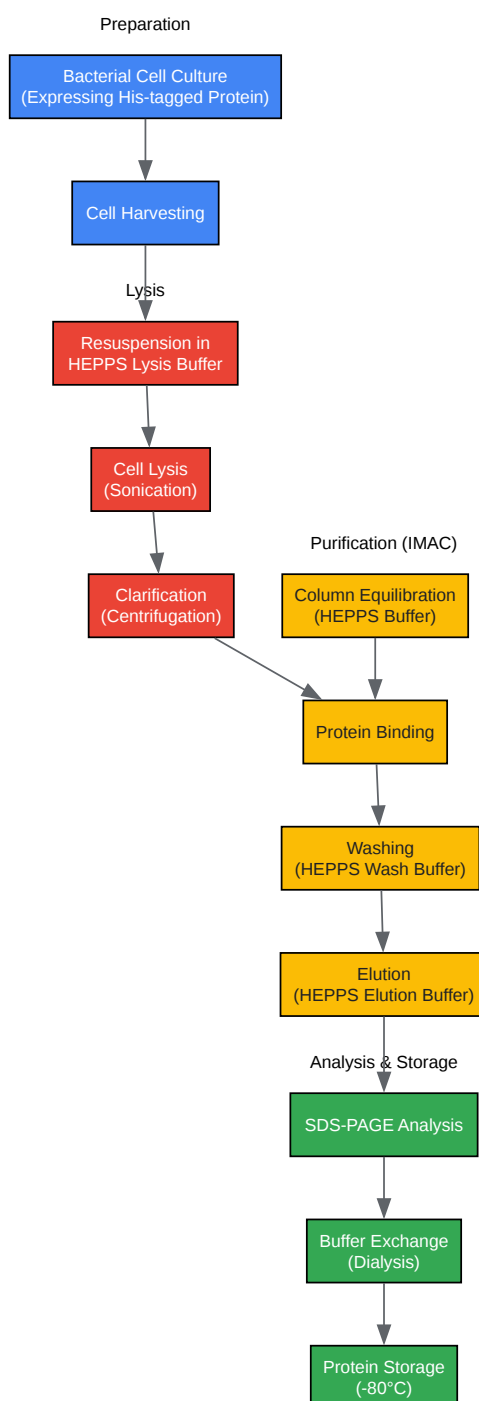 Preparation
Bacterial Cell Culture
(Expressing His-tagged Protein)
Cell Harvesting
Lysis
Resuspension in
HEPPS Lysis Buffer
Cell Lysis
(Sonication)
Clarification
(Centrifugation)
Purification (IMAC)
Column Equilibration
(HEPPS Buffer)
Protein Binding
Washing
(HEPPS Wash Buffer)
Elution
(HEPPS Elution Buffer)
Analysis & Storage
SDS-PAGE Analysis
Buffer Exchange
(Dialysis)
Protein Storage
(-80°C)